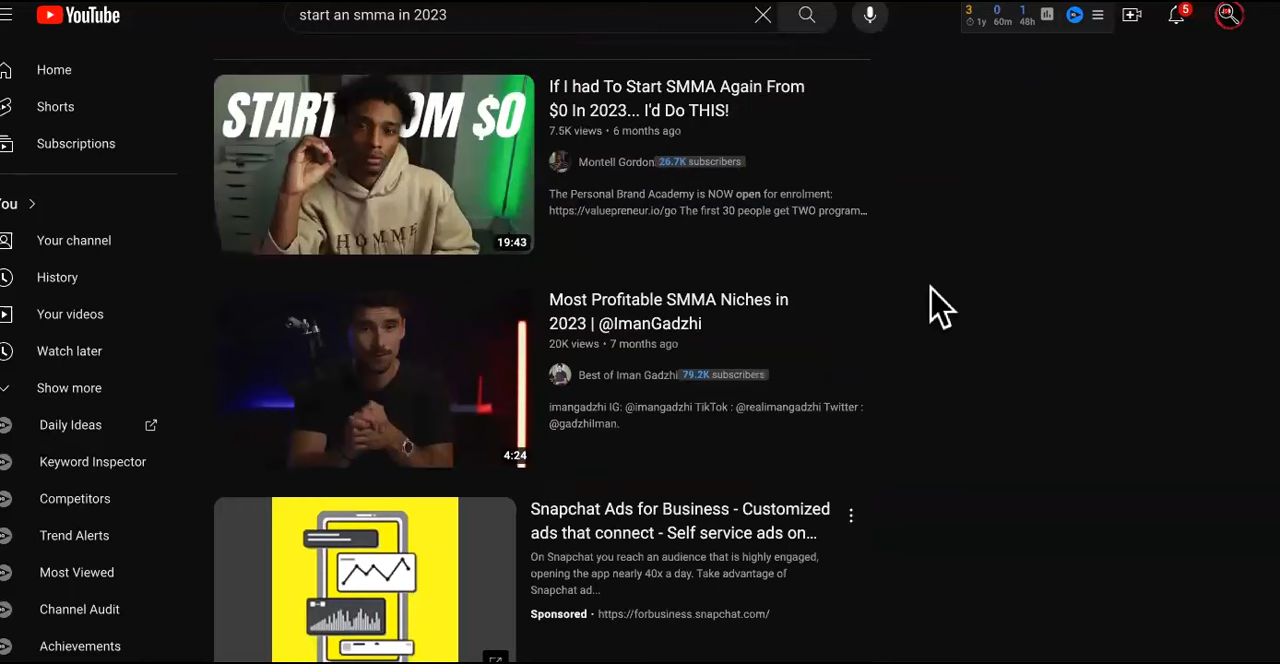 YouTube
start an smma in 2023
3 0 1
1y 60m 48h
5
Home
Shorts
Subscriptions
You
Your channel
History
Your videos
Watch later
Show more
Daily Ideas
Keyword Inspector
Competitors
Trend Alerts
Most Viewed
Channel Audit
Achievements
START FROM $0
HOMME
19:43
If I had To Start SMMA Again From
$0 In 2023... I'd Do THIS!
7.5K views • 6 months ago
Montell Gordon 26.7K subscribers
The Personal Brand Academy is NOW open for enrolment:
https://valuepreneur.io/go The first 30 people get TWO program...
4:24
Most Profitable SMMA Niches in
2023 | @ImanGadzhi
20K views • 7 months ago
Best of Iman Gadzhi 79.2K subscribers
imangadzhi IG: @imangadzhi TikTok : @realimangadzhi Twitter :
@gadzhiIman.
Snapchat Ads for Business - Customized
ads that connect - Self service ads on...
On Snapchat you reach an audience that is highly engaged,
opening the app nearly 40x a day. Take advantage of
Snapchat ad...
Sponsored · https://forbusiness.snapchat.com/